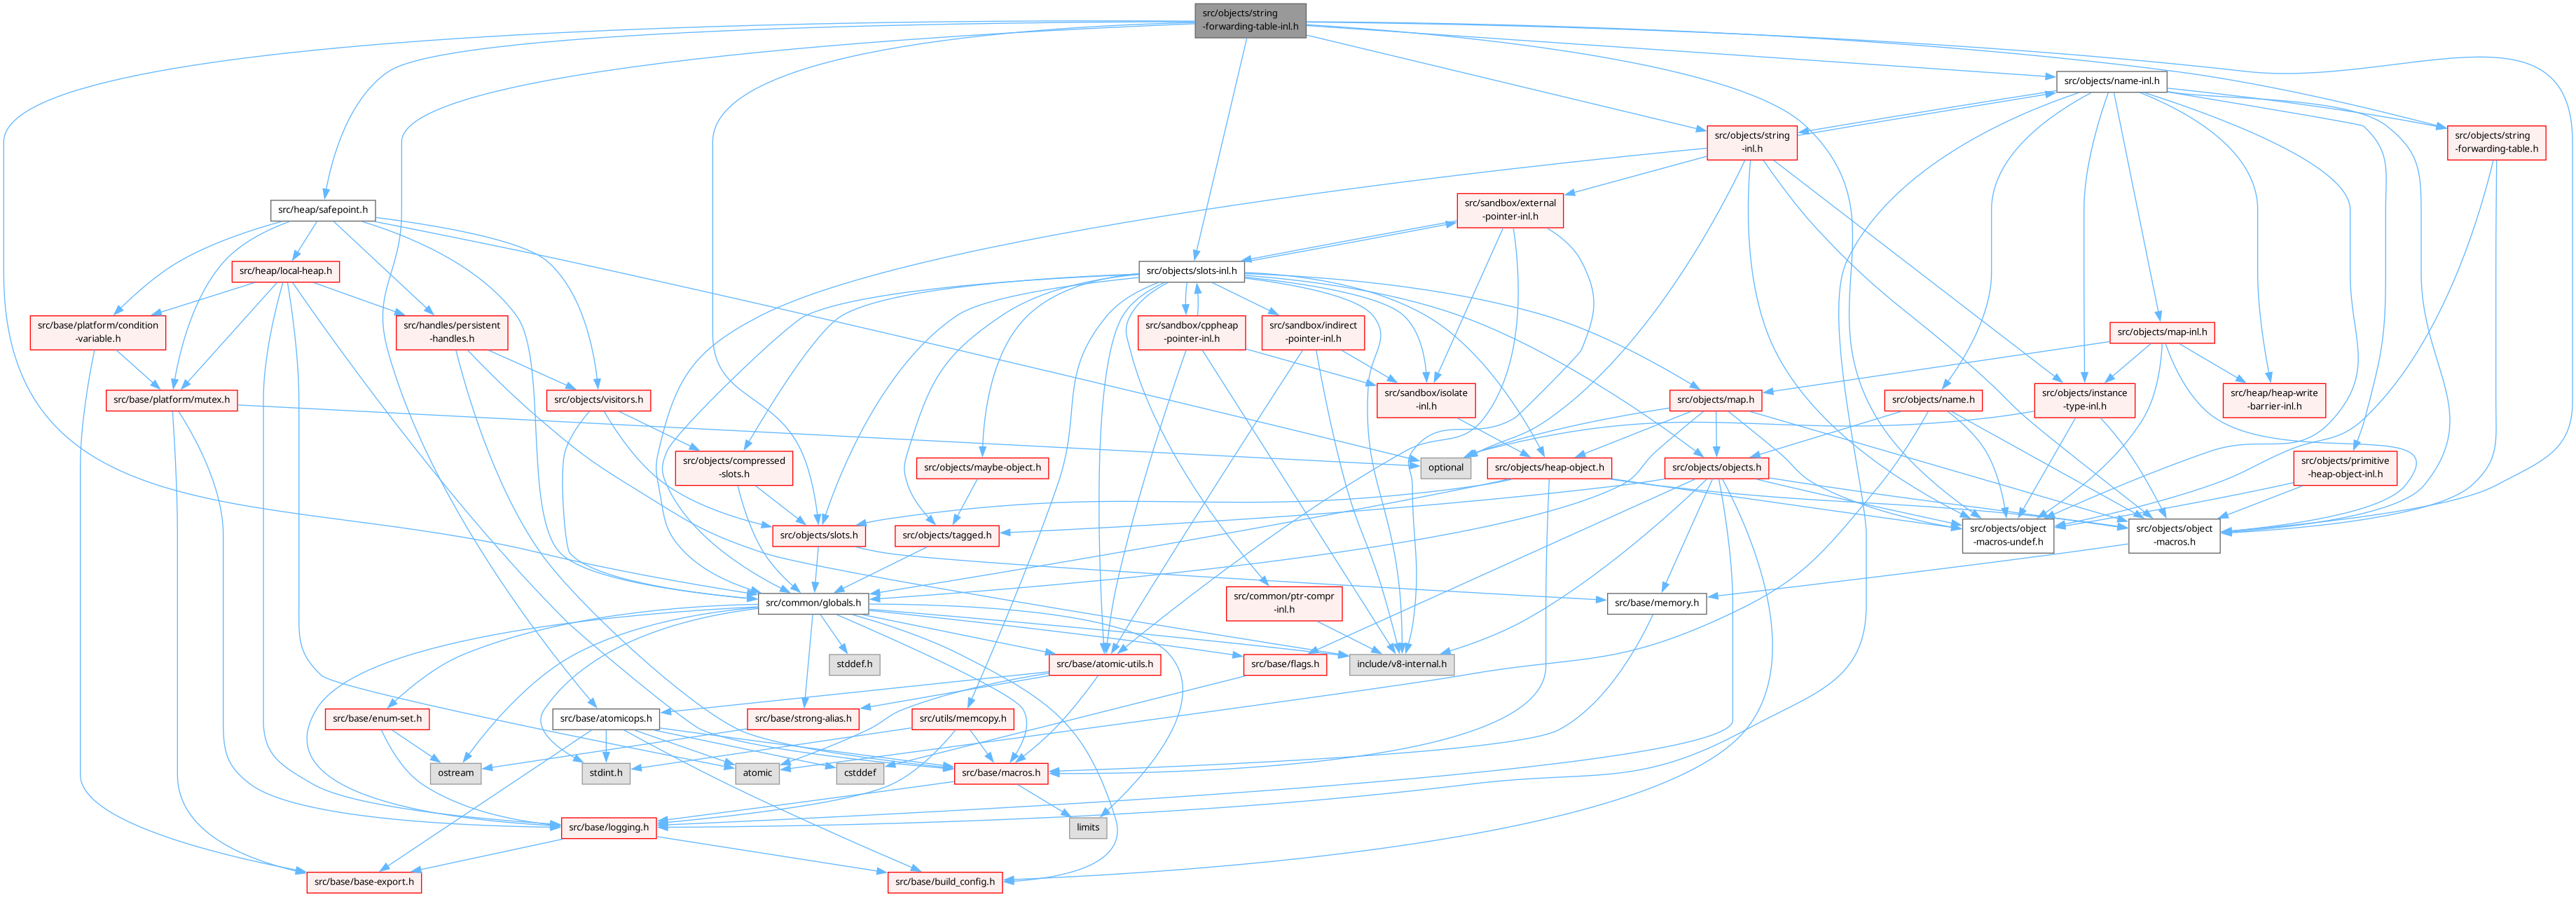 src/objects/string
-forwarding-table-inl.h
src/objects/name-inl.h
src/objects/string
-inl.h
src/objects/string
-forwarding-table.h
src/heap/safepoint.h
src/sandbox/external
-pointer-inl.h
src/heap/local-heap.h
src/objects/slots-inl.h
src/base/platform/condition
-variable.h
src/handles/persistent
-handles.h
src/sandbox/cppheap
-pointer-inl.h
src/sandbox/indirect
-pointer-inl.h
src/objects/map-inl.h
src/base/platform/mutex.h
src/objects/visitors.h
src/sandbox/isolate
-inl.h
src/objects/map.h
src/objects/name.h
src/objects/instance
-type-inl.h
src/heap/heap-write
-barrier-inl.h
src/objects/compressed
-slots.h
src/objects/maybe-object.h
optional
src/objects/heap-object.h
src/objects/objects.h
src/objects/primitive
-heap-object-inl.h
src/objects/slots.h
src/objects/tagged.h
src/objects/object
-macros-undef.h
src/objects/object
-macros.h
src/common/globals.h
src/common/ptr-compr
-inl.h
src/base/memory.h
stddef.h
src/base/atomic-utils.h
src/base/flags.h
include/v8-internal.h
src/base/enum-set.h
src/base/atomicops.h
src/base/strong-alias.h
src/utils/memcopy.h
ostream
stdint.h
atomic
cstddef
src/base/macros.h
src/base/logging.h
limits
src/base/base-export.h
src/base/build_config.h